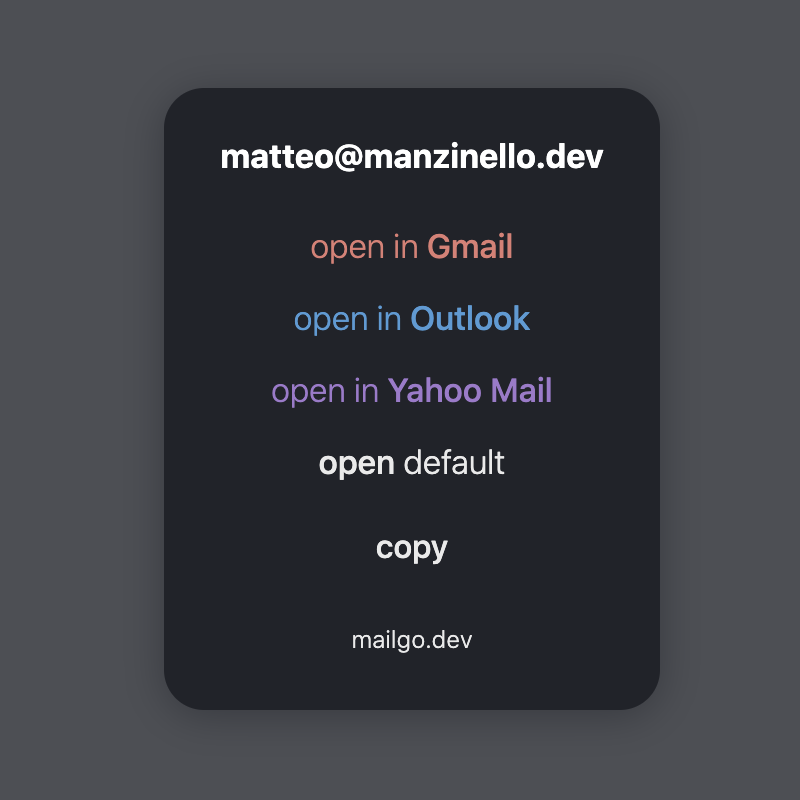 matteo@manzinello.dev
open in Gmail
open in Outlook
open in Yahoo Mail
open default
copy
mailgo.dev